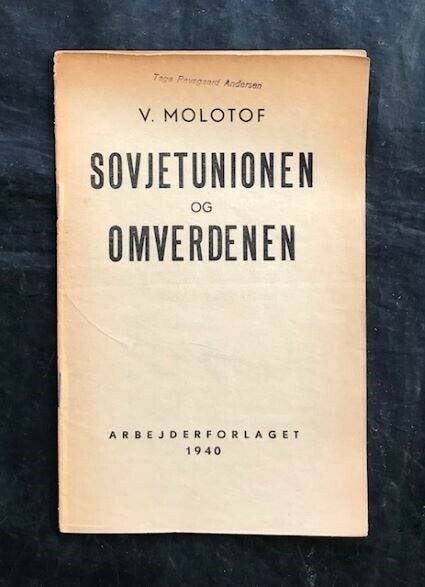 Tage Revsgaard Andersen
V. MOLOTOF
SOVJETUNIONEN
OG
OMVERDENEN
ARBEJDERFORLAGET
1940